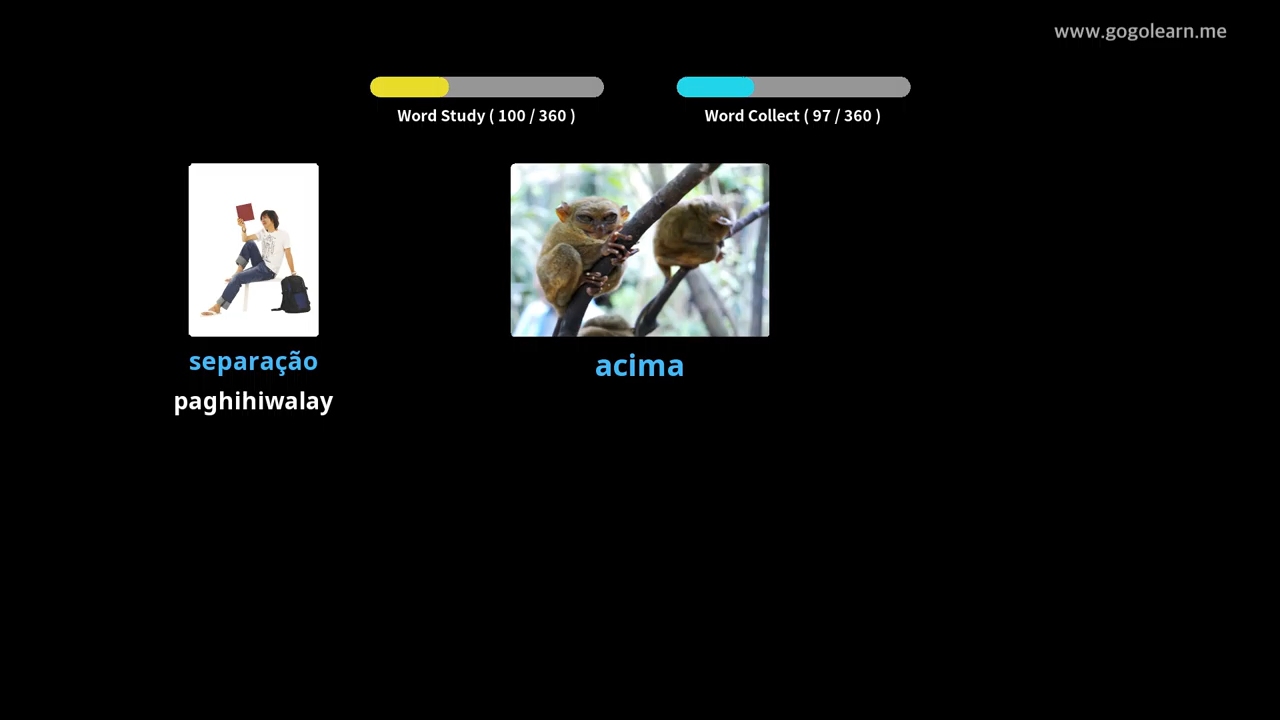 www.gogolearn.me
Word Study ( 100 / 360 )
Word Collect ( 97 / 360 )
separação
paghihiwalay
acima